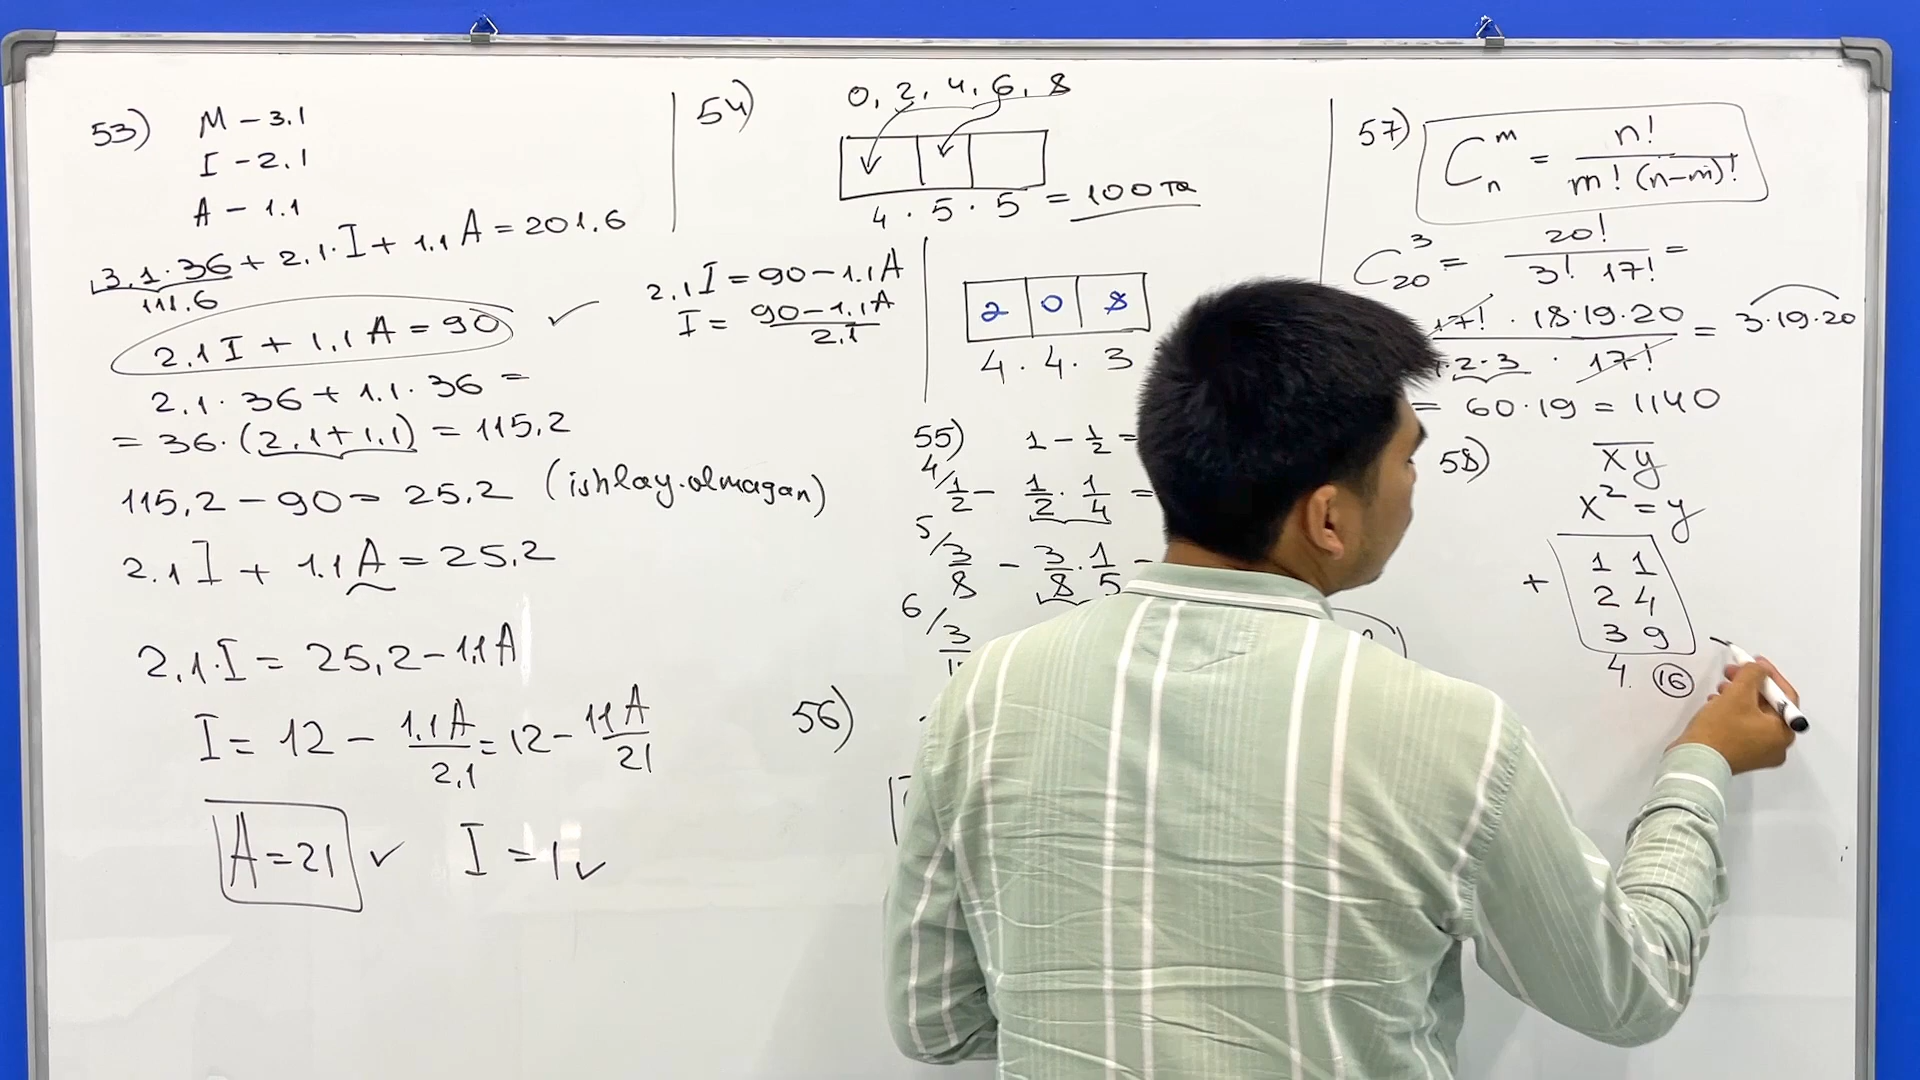 53) M – 3.1
I – 2.1
A – 1.1
3.1·36 + 2.1·I + 1.1A = 201.6
111.6
2.1I + 1.1A = 90 ✓
2.1·36 + 1.1·36 =
= 36·(2.1+1.1) = 115,2
115,2 – 90 = 25,2 (ishlay.olmagan)
2.1I + 1.1A = 25,2
2.1·I = 25,2 – 1.1A
I = 12 – 1.1A/2,1 = 12 – 11A/21
A = 21 ✓ I = 1 ✓
2.1I = 90 – 1.1A
I = 90 – 1.1A/2.1
54) 0, 2, 4, 6, 8
4 · 5 · 5 = 100 та
2 0 8
4 · 4 · 3
55) 1 – 1/2 =
4/ 1/2 – 1/2 · 1/4 =
5/ 3/8 – 3/8 · 1/5 =
6/ 3
56)
57) C_n^m = n!/m!(n–m)!
C_20^3 = 20!/3! 17! =
17! · 18·19·20 / ·2·3 · 17! = 3·19·20
= 60·19 = 1140
58) xy
x² = y
+ 1 1
2 4
3 9
4. 16